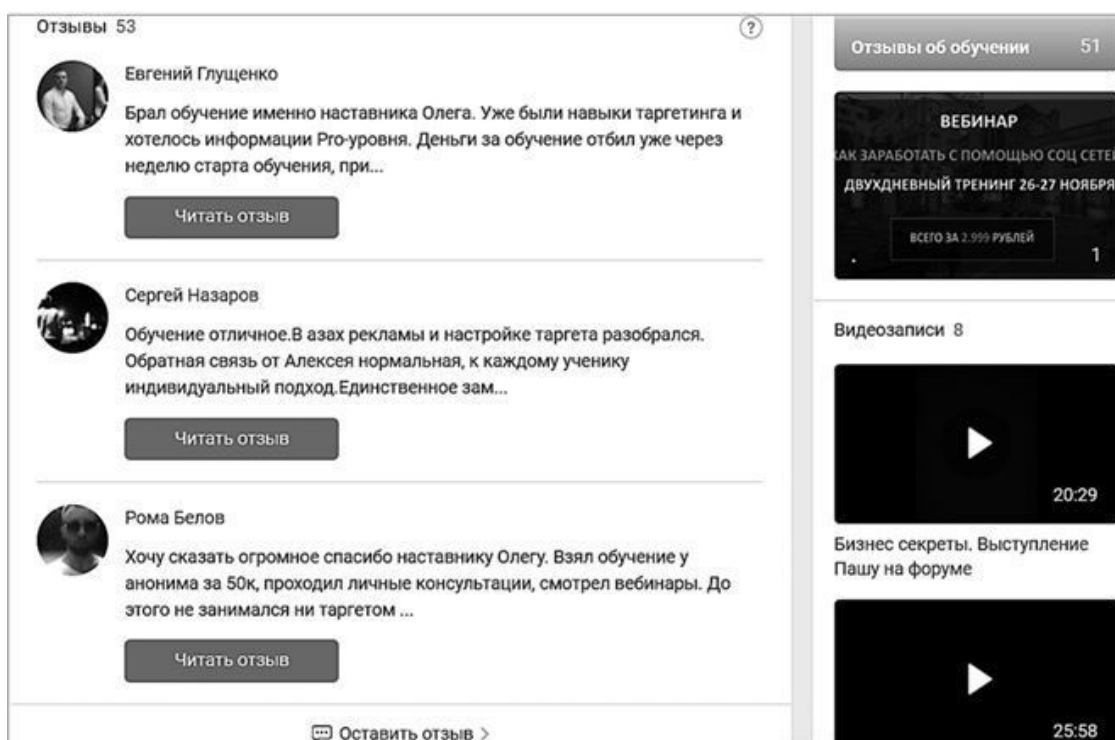 Отзывы 53
Евгений Глущенко
Брал обучение именно наставника Олега. Уже были навыки таргетинга и
хотелось информации Pro-уровня. Деньги за обучение отбил уже через
неделю старта обучения, при...
Читать отзыв
Сергей Назаров
Обучение отличное.В азах рекламы и настройке таргета разобрался.
Обратная связь от Алексея нормальная, к каждому ученику
индивидуальный подход.Единственное зам...
Читать отзыв
Рома Белов
Хочу сказать огромное спасибо наставнику Олегу. Взял обучение у
анонима за 50к, проходил личные консультации, смотрел вебинары. До
этого не занимался ни таргетом ...
Читать отзыв
Оставить отзыв
Отзывы об обучении 51
ВЕБИНАР
КАК ЗАРАБОТАТЬ С ПОМОЩЬЮ СОЦ СЕТЕЙ
ДВУХДНЕВНЫЙ ТРЕНИНГ 26-27 НОЯБРЯ
ВСЕГО ЗА 2.999 РУБЛЕЙ
. 1
Видеозаписи 8
20:29
Бизнес секреты. Выступление
Пашу на форуме
25:58